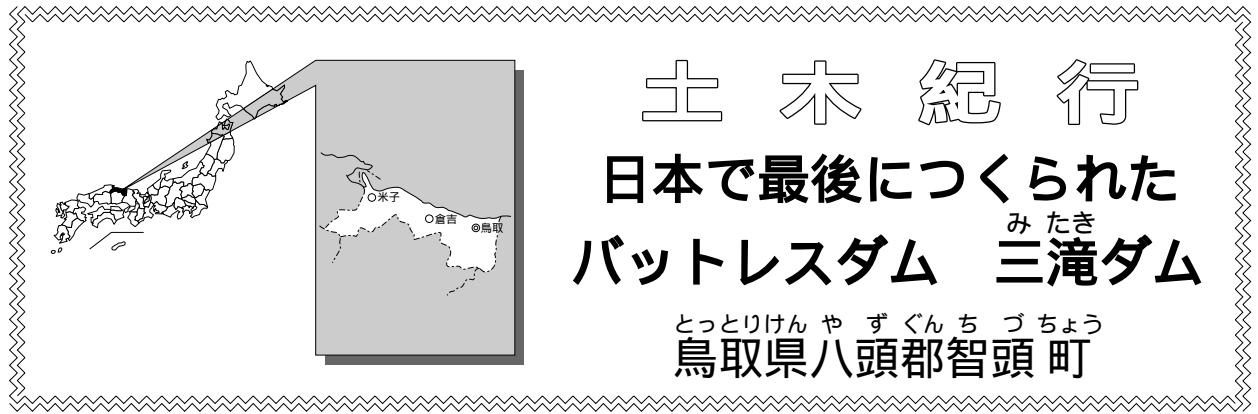 米子
倉吉
鳥取
土木紀行
日本で最後につくられた
み たき
バットレスダム 三滝ダム
とっとりけん や ず ぐん ち づ ちょう
鳥取県八頭郡智頭町